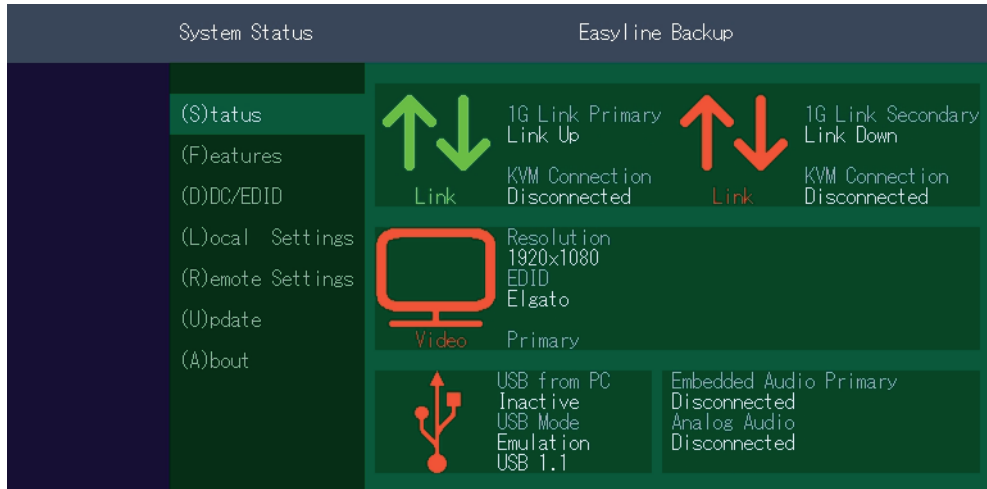 System Status
Easyline Backup
(S)tatus
(F)eatures
(D)DC/EDID
(L)ocal Settings
(R)emote Settings
(U)pdate
(A)bout
Link
1G Link Primary
Link Up
KVM Connection
Disconnected
Link
1G Link Secondary
Link Down
KVM Connection
Disconnected
Video
Resolution
1920x1080
EDID
Elgato
Primary
USB from PC
Inactive
USB Mode
Emulation
USB 1.1
Embedded Audio Primary
Disconnected
Analog Audio
Disconnected